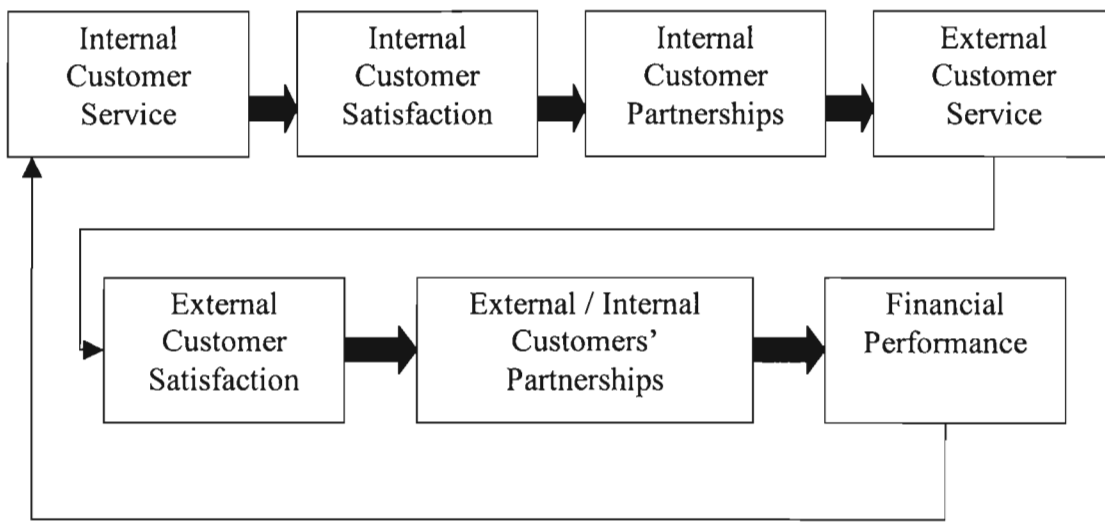 Internal
Customer
Service
Internal
Customer
Satisfaction
Internal
Customer
Partnerships
External
Customer
Service
External
Customer
Satisfaction
External / Internal
Customers’
Partnerships
Financial
Performance